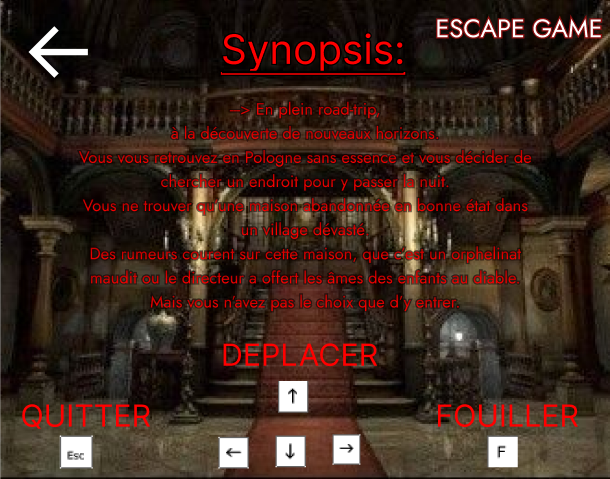 ESCAPE GAME
Synopsis:
--> En plein road-trip.
à la découverte de nouveaux horizons.
Vous vous retrouvez en Pologne sans essence et vous décider de
chercher un endroit pour y passer la nuit.
Vous ne trouver qu'une maison abandonnée en bonne état dans
un village dévasté.
Des rumeurs courent sur cette maison, que c'est un orphelinat
maudit ou le directeur a offert les âmes des enfants au diable.
Mais vous n'avez pas le choix que d'y entrer.
DEPLACER
↑
QUITTER
FOUILLER
Esc
← ↓ →
F